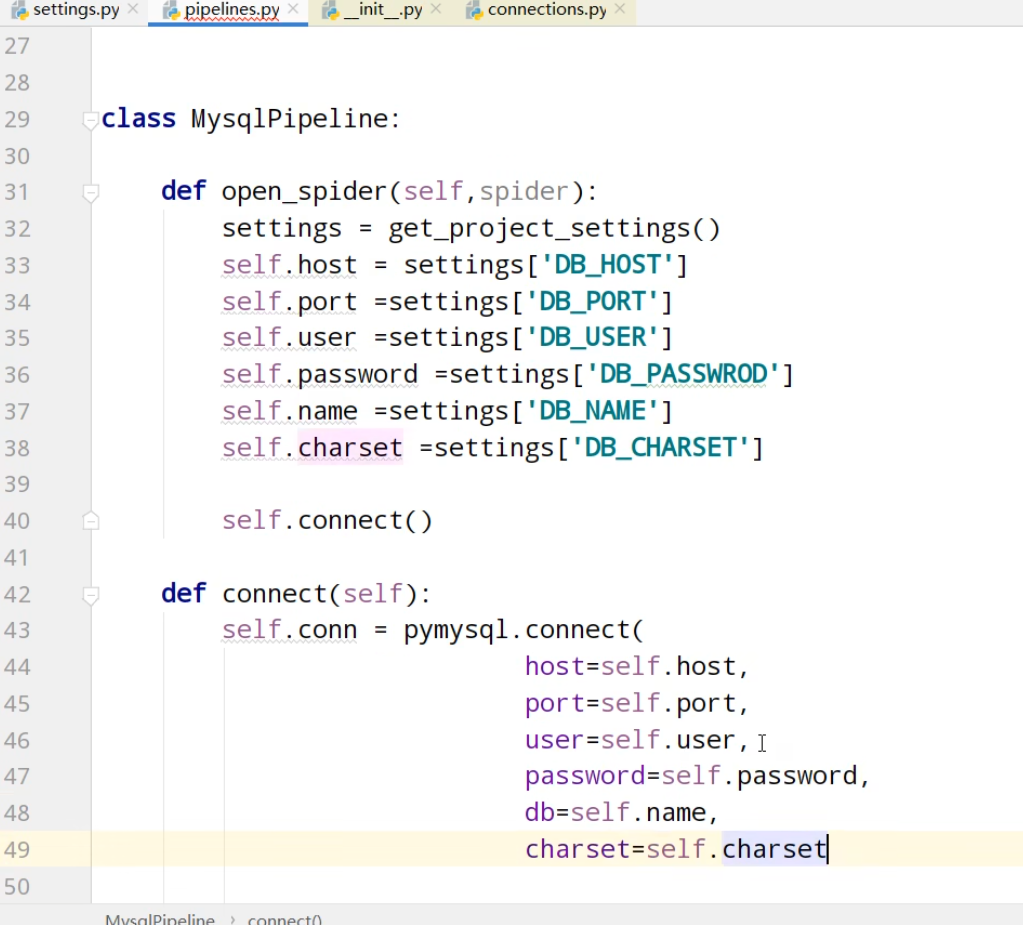 settings.py × pipelines.py × __init__.py × connections.py ×
27
28
29 class MysqlPipeline:
30
31     def open_spider(self,spider):
32         settings = get_project_settings()
33         self.host = settings['DB_HOST']
34         self.port =settings['DB_PORT']
35         self.user =settings['DB_USER']
36         self.password =settings['DB_PASSWROD']
37         self.name =settings['DB_NAME']
38         self.charset =settings['DB_CHARSET']
39
40         self.connect()
41
42     def connect(self):
43         self.conn = pymysql.connect(
44                             host=self.host,
45                             port=self.port,
46                             user=self.user,
47                             password=self.password,
48                             db=self.name,
49                             charset=self.charset
50
MysqlPipeline › connect()